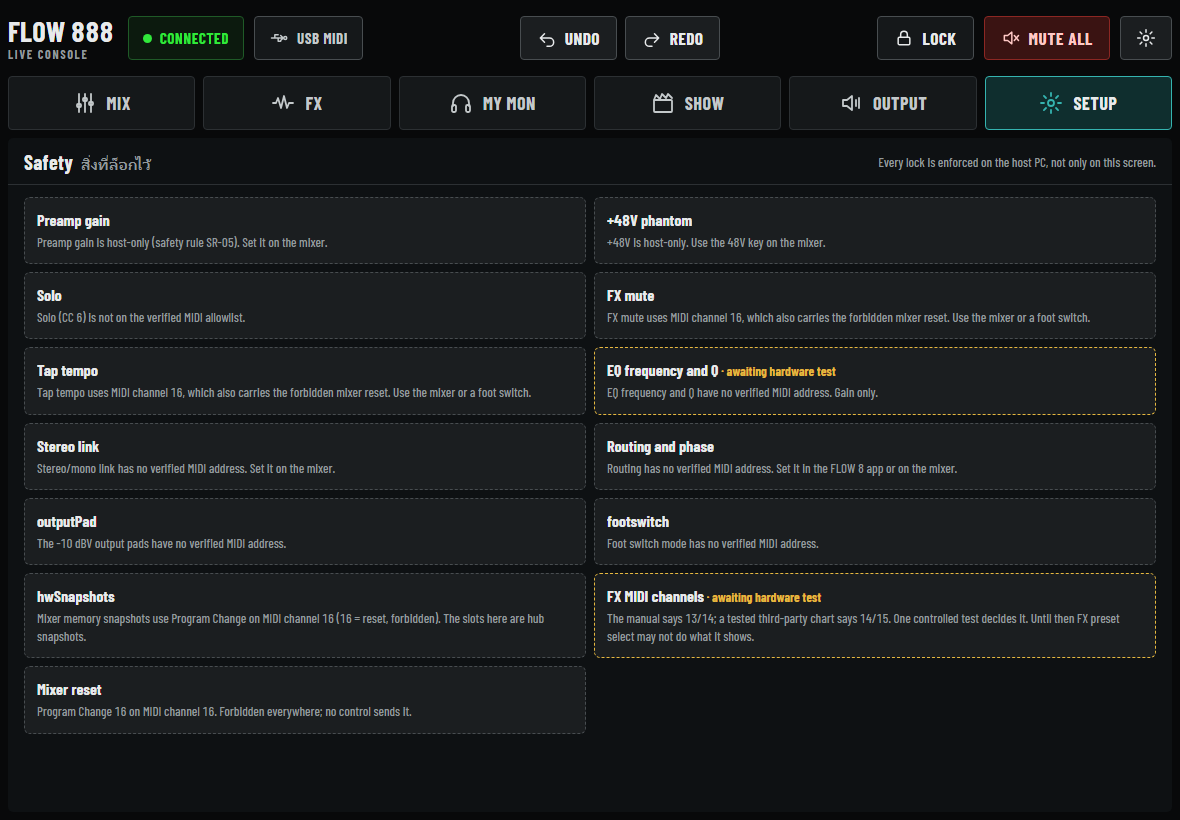 FLOW 888
LIVE CONSOLE
CONNECTED
USB MIDI
UNDO
REDO
LOCK
MUTE ALL
MIX
FX
MY MON
SHOW
OUTPUT
SETUP
Safety สิ่งที่ล็อกไว้
Every lock is enforced on the host PC, not only on this screen.
Preamp gain
Preamp gain is host-only (safety rule SR-05). Set it on the mixer.
+48V phantom
+48V is host-only. Use the 48V key on the mixer.
Solo
Solo (CC 6) is not on the verified MIDI allowlist.
FX mute
FX mute uses MIDI channel 16, which also carries the forbidden mixer reset. Use the mixer or a foot switch.
Tap tempo
Tap tempo uses MIDI channel 16, which also carries the forbidden mixer reset. Use the mixer or a foot switch.
EQ frequency and Q · awaiting hardware test
EQ frequency and Q have no verified MIDI address. Gain only.
Stereo link
Stereo/mono link has no verified MIDI address. Set it on the mixer.
Routing and phase
Routing has no verified MIDI address. Set it in the FLOW 8 app or on the mixer.
outputPad
The -10 dBV output pads have no verified MIDI address.
footswitch
Foot switch mode has no verified MIDI address.
hwSnapshots
Mixer memory snapshots use Program Change on MIDI channel 16 (16 = reset, forbidden). The slots here are hub
snapshots.
FX MIDI channels · awaiting hardware test
The manual says 13/14; a tested third-party chart says 14/15. One controlled test decides it. Until then FX preset
select may not do what it shows.
Mixer reset
Program Change 16 on MIDI channel 16. Forbidden everywhere; no control sends it.